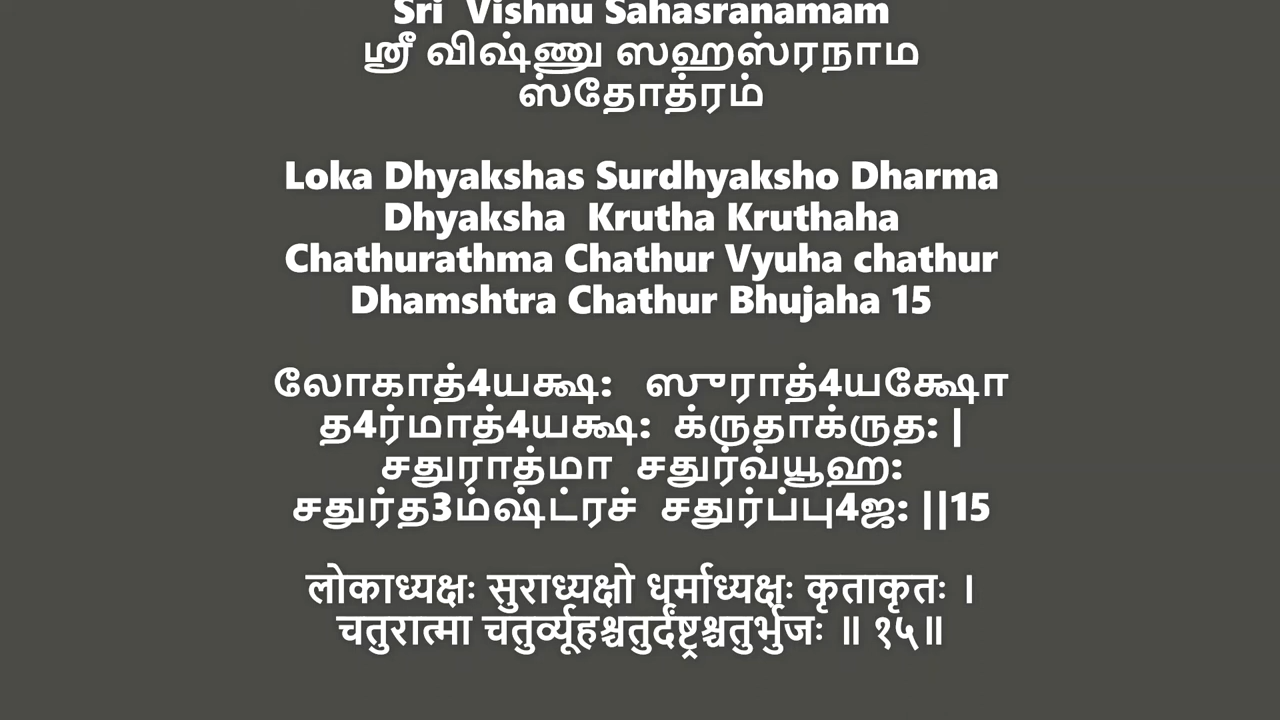 Sri Vishnu Sahasranamam
ஸ்ரீ விஷ்ணு ஸஹஸ்ரநாம
ஸ்தோத்ரம்
Loka Dhyakshas Surdhyaksho Dharma
Dhyaksha Krutha Kruthaha
Chathurathma Chathur Vyuha chathur
Dhamshtra Chathur Bhujaha 15
லோகாத்4யக்ஷ: ஸுராத்4யக்ஷோ
த4ர்மாத்4யக்ஷ: க்ருதாக்ருத: |
சதுராத்மா சதுர்வ்யூஹ:
சதுர்த3ம்ஷ்ட்ரச் சதுர்ப்பு4ஜ: ||15
लोकाध्यक्षः सुराध्यक्षो धर्माध्यक्षः कृताकृतः ।
चतुरात्मा चतुर्व्यूहश्चतुर्दंष्ट्रश्चतुर्भुजः ॥ १५॥